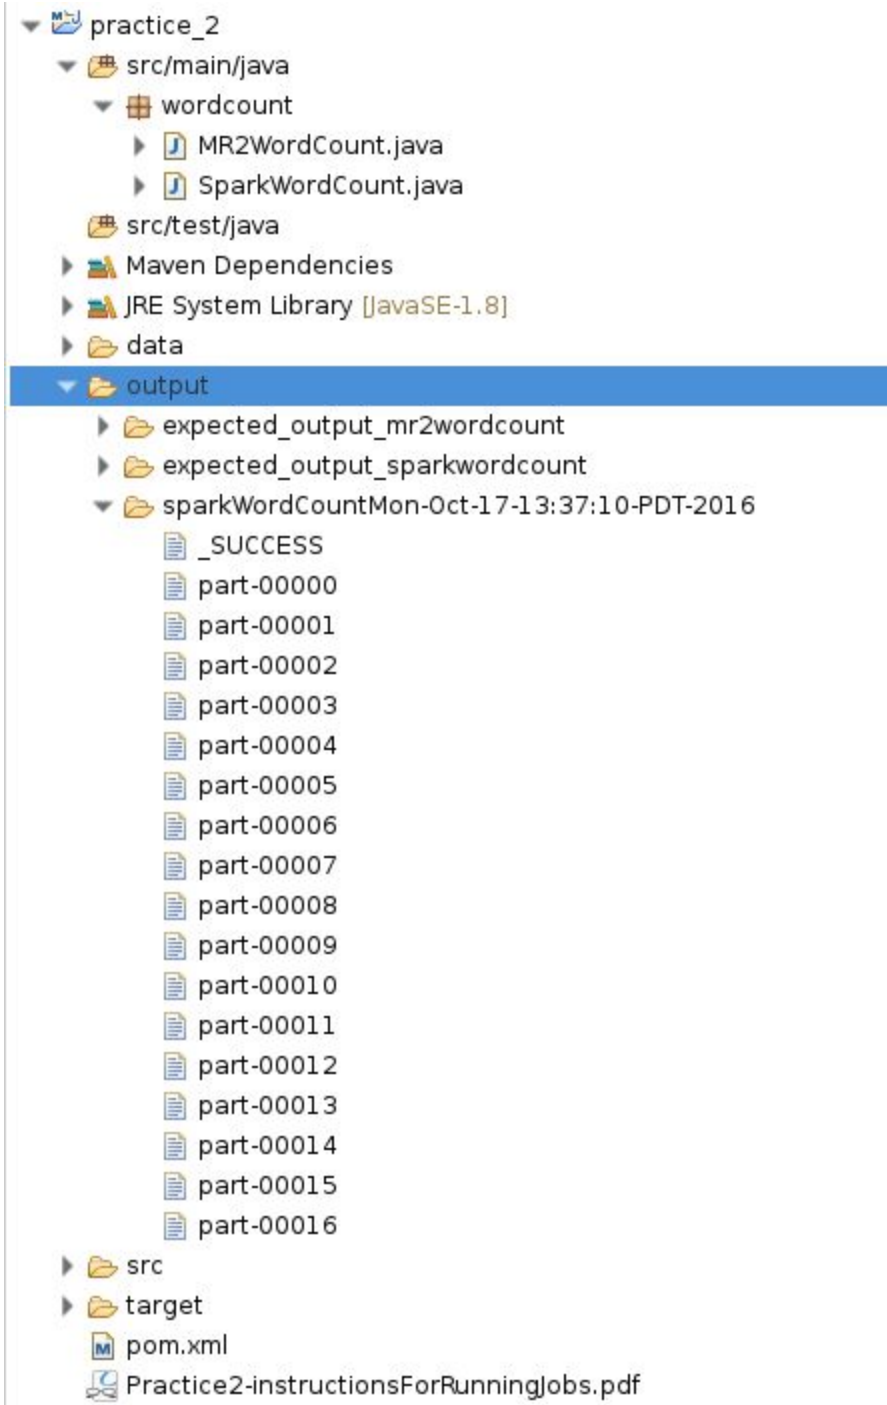 practice_2
src/main/java
wordcount
MR2WordCount.java
SparkWordCount.java
src/test/java
Maven Dependencies
JRE System Library [JavaSE-1.8]
data
output
expected_output_mr2wordcount
expected_output_sparkwordcount
sparkWordCountMon-Oct-17-13:37:10-PDT-2016
_SUCCESS
part-00000
part-00001
part-00002
part-00003
part-00004
part-00005
part-00006
part-00007
part-00008
part-00009
part-00010
part-00011
part-00012
part-00013
part-00014
part-00015
part-00016
src
target
pom.xml
Practice2-instructionsForRunningJobs.pdf